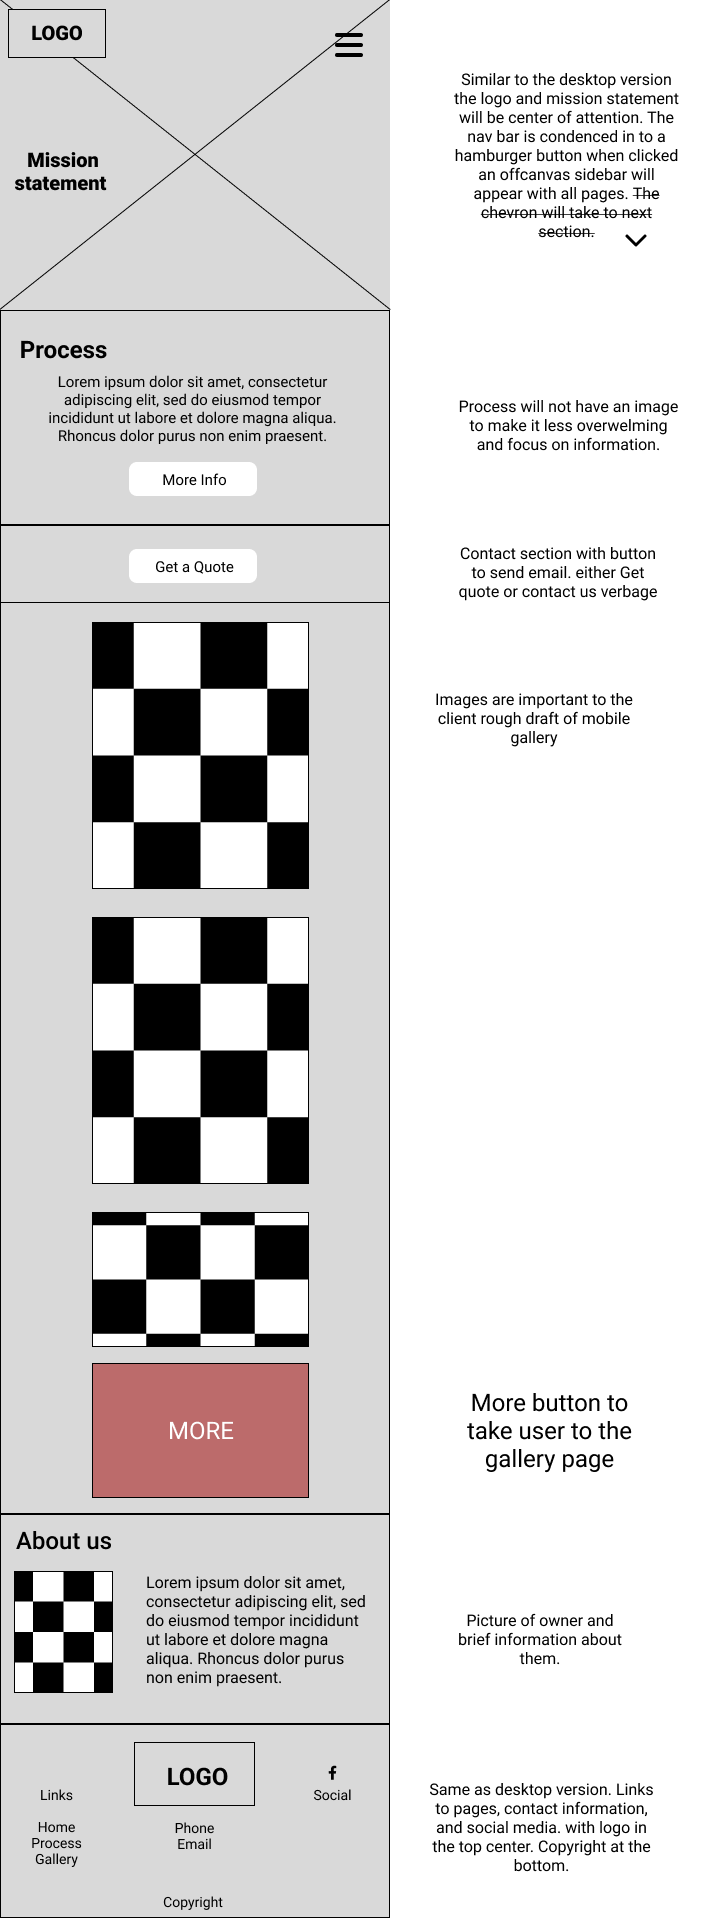 LOGO
Mission
statement
Similar to the desktop version
the logo and mission statement
will be center of attention. The
nav bar is condenced in to a
hamburger button when clicked
an offcanvas sidebar will
appear with all pages. The
chevron will take to next
section.
Process
Lorem ipsum dolor sit amet, consectetur
adipiscing elit, sed do eiusmod tempor
incididunt ut labore et dolore magna aliqua.
Rhoncus dolor purus non enim praesent.
More Info
Process will not have an image
to make it less overwelming
and focus on information.
Get a Quote
Contact section with button
to send email. either Get
quote or contact us verbage
Images are important to the
client rough draft of mobile
gallery
MORE
More button to
take user to the
gallery page
About us
Lorem ipsum dolor sit amet,
consectetur adipiscing elit, sed
do eiusmod tempor incididunt
ut labore et dolore magna
aliqua. Rhoncus dolor purus
non enim praesent.
Picture of owner and
brief information about
them.
Links
Home
Process
Gallery
LOGO
Phone
Email
Social
Copyright
Same as desktop version. Links
to pages, contact information,
and social media. with logo in
the top center. Copyright at the
bottom.